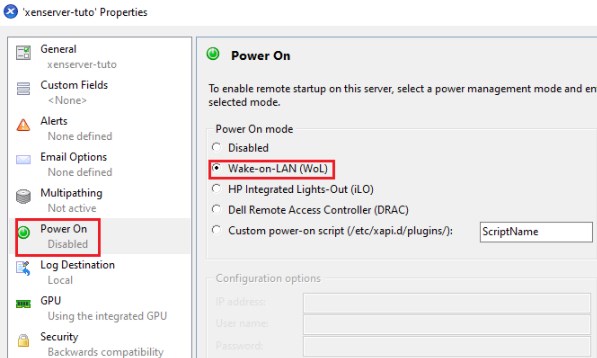 'xenserver-tuto' Properties
General
xenserver-tuto
Custom Fields
<None>
Alerts
None defined
Email Options
None defined
Multipathing
Not active
Power On
Disabled
Log Destination
Local
GPU
Using the integrated GPU
Security
Backwards compatibility
Power On
To enable remote startup on this server, select a power management mode and en
selected mode.
Power On mode
Disabled
Wake-on-LAN (WoL)
HP Integrated Lights-Out (iLO)
Dell Remote Access Controller (DRAC)
Custom power-on script (/etc/xapi.d/plugins/):
ScriptName
Configuration options
IP address:
User name:
Password: